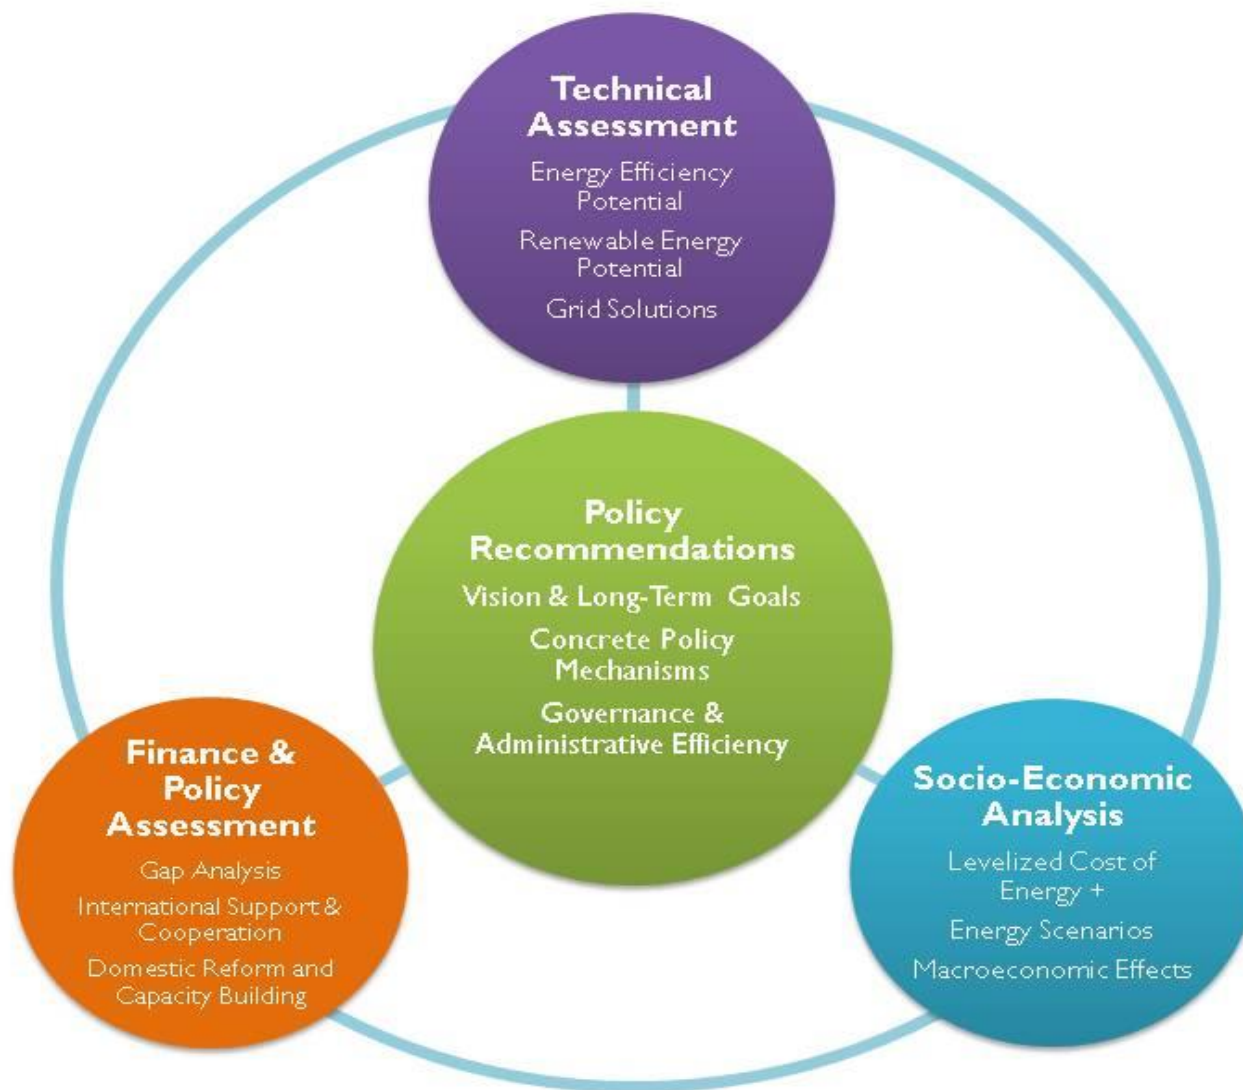 Technical
Assessment
Energy Efficiency
Potential
Renewable Energy
Potential
Grid Solutions
Policy
Recommendations
Vision & Long-Term Goals
Concrete Policy
Mechanisms
Governance &
Administrative Efficiency
Finance &
Policy
Assessment
Gap Analysis
International Support &
Cooperation
Domestic Reform and
Capacity Building
Socio-Economic
Analysis
Levelized Cost of
Energy +
Energy Scenarios
Macroeconomic Effects